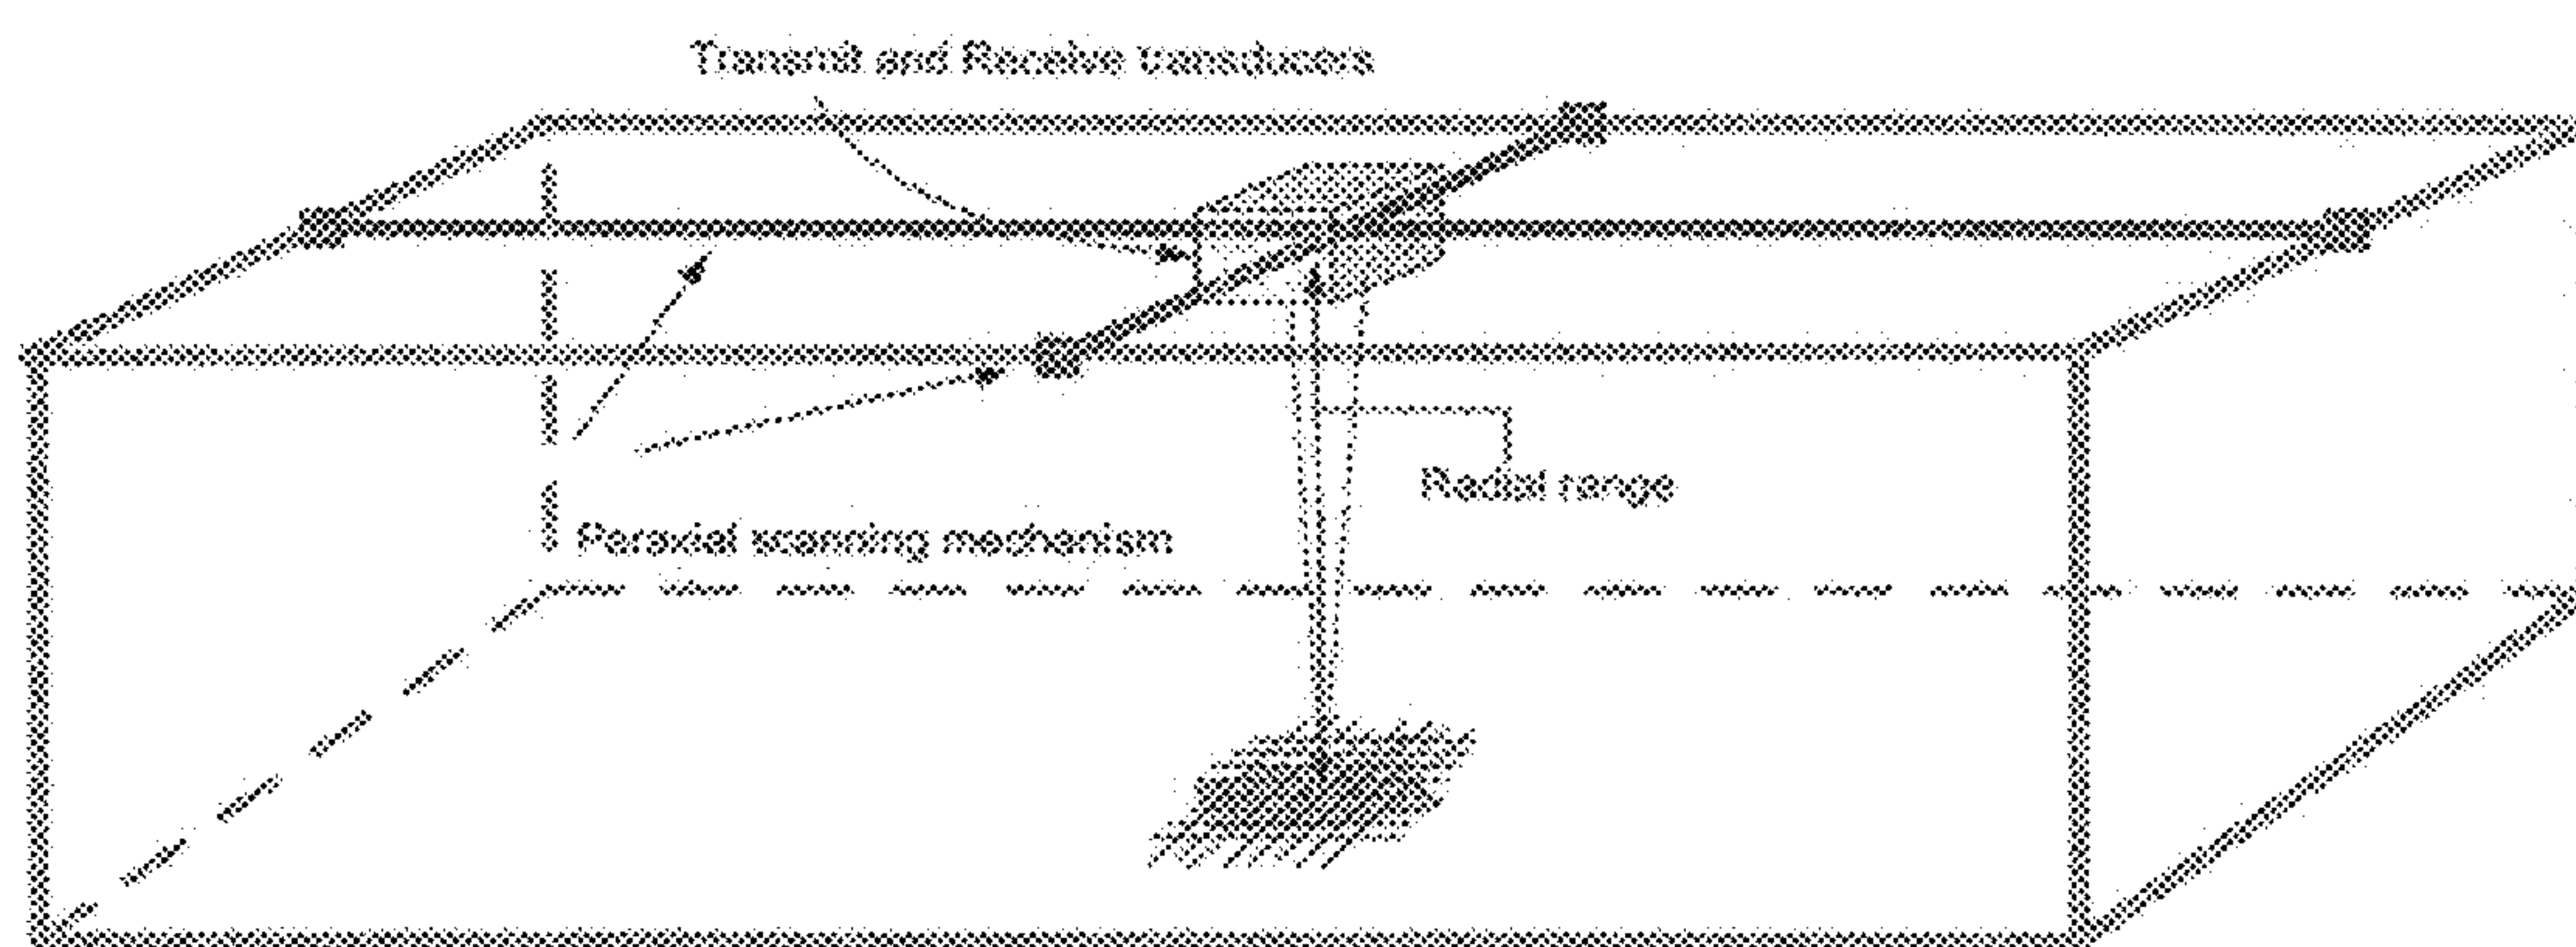 Transmit and Receive transducers
Radial range
Paraxial scanning mechanism